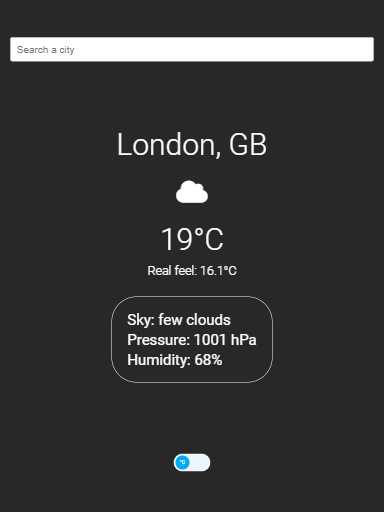 Search a city
London, GB
19°C
Real feel: 16.1°C
Sky: few clouds
Pressure: 1001 hPa
Humidity: 68%
°C